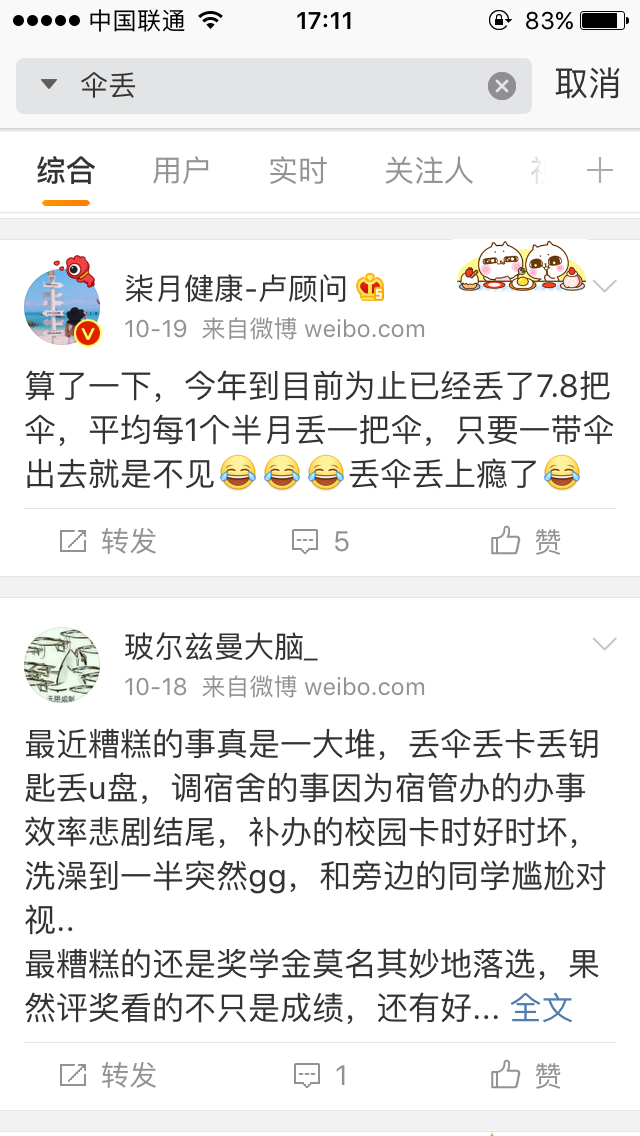 中国联通 17:11 83%
伞丢 取消
综合 用户 实时 关注人
柒月健康-卢顾问
10-19 来自微博 weibo.com
算了一下，今年到目前为止已经丢了7.8把
伞，平均每1个半月丢一把伞，只要一带伞
出去就是不见😂😂😂丢伞丢上瘾了😂
转发 5 赞
玻尔兹曼大脑_
10-18 来自微博 weibo.com
最近糟糕的事真是一大堆，丢伞丢卡丢钥
匙丢u盘，调宿舍的事因为宿管办的办事
效率悲剧结尾，补办的校园卡时好时坏，
洗澡到一半突然gg，和旁边的同学尴尬对
视..
最糟糕的还是奖学金莫名其妙地落选，果
然评奖看的不只是成绩，还有好... 全文
转发 1 赞